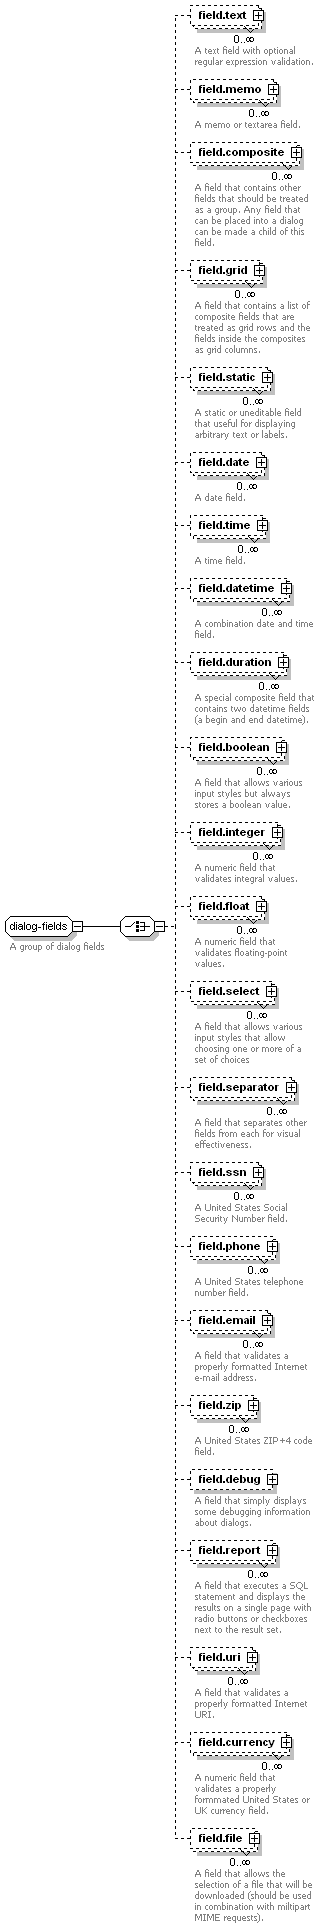 field.text
0..∞
A text field with optional
regular expression validation.
field.memo
0..∞
A memo or textarea field.
field.composite
0..∞
A field that contains other
fields that should be treated
as a group. Any field that
can be placed into a dialog
can be made a child of this
field.
field.grid
0..∞
A field that contains a list of
composite fields that are
treated as grid rows and the
fields inside the composites
as grid columns.
field.static
0..∞
A static or uneditable field
that useful for displaying
arbitrary text or labels.
field.date
0..∞
A date field.
field.time
0..∞
A time field.
field.datetime
0..∞
A combination date and time
field.
field.duration
0..∞
A special composite field that
contains two datetime fields
(a begin and end datetime).
field.boolean
0..∞
A field that allows various
input styles but always
stores a boolean value.
field.integer
0..∞
A numeric field that
validates integral values.
field.float
0..∞
A numeric field that
validates floating-point
values.
dialog-fields
A group of dialog fields
field.select
0..∞
A field that allows various
input styles that allow
choosing one or more of a
set of choices
field.separator
0..∞
A field that separates other
fields from each for visual
effectiveness.
field.ssn
0..∞
A United States Social
Security Number field.
field.phone
0..∞
A United States telephone
number field.
field.email
0..∞
A field that validates a
properly formatted Internet
e-mail address.
field.zip
0..∞
A United States ZIP+4 code
field.
field.debug
A field that simply displays
some debugging information
about dialogs.
field.report
0..∞
A field that executes a SQL
statement and displays the
results on a single page with
radio buttons or checkboxes
next to the result set.
field.uri
0..∞
A field that validates a
properly formatted Internet
URI.
field.currency
0..∞
A numeric field that
validates a properly
formmated United States or
UK currency field.
field.file
0..∞
A field that allows the
selection of a file that will be
downloaded (should be used
in combination with miltipart
MIME requests).